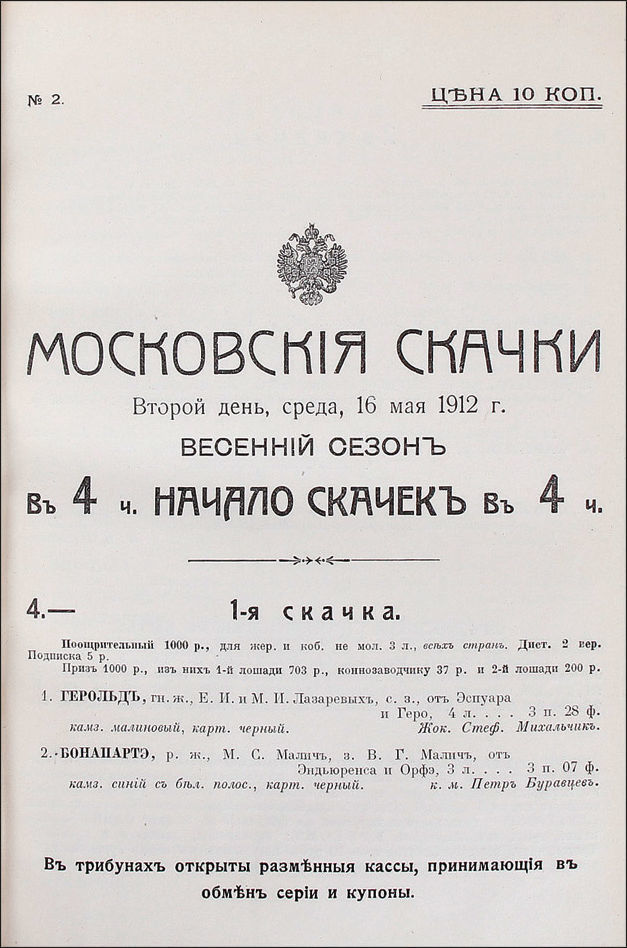 № 2.
ЦѢНА 10 КОП.
МОСКОВСКІЯ СКАЧКИ
Второй день, среда, 16 мая 1912 г.
ВЕСЕННІЙ СЕЗОНЪ
Въ 4 ч. НАЧАЛО СКАЧЕКЪ Въ 4 ч.
4.— 1-я скачка.
Поощрительный 1000 р., для жер. и коб. не мол. 3 л., всѣхъ стран. Дист. 2 вер.
Подписка 5 р.
Призъ 1000 р., изъ нихъ 1-й лошади 703 р., коннозаводчику 37 р. и 2-й лошади 200 р.
1. ГЕРОЛЬДЪ, гн. ж., Е. И. и М. И. Лазаревыхъ, с. з., отъ Эспуара
и Геро, 4 л. . . . 3 п. 28 ф.
камз. малиновый, карт. черный. Жок. Стеф. Михальчикъ.
2. БОНАПАРТЭ, р. ж., М. С. Маличъ, з. В. Г. Маличъ, отъ
Эндьюренса и Орфэ, 3 л. . . . 3 п. 07 ф.
камз. синій съ бѣл. полос., карт. черный. к. м. Петръ Буравцевъ.
Въ трибунахъ открыты размѣнныя кассы, принимающія въ
обмѣнъ серіи и купоны.